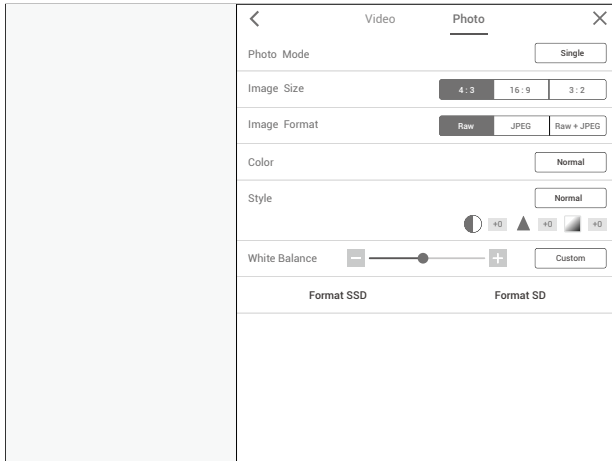 Video Photo
Photo Mode Single
Image Size 4 : 3 16 : 9 3 : 2
Image Format Raw JPEG Raw + JPEG
Color Normal
Style Normal
+0 +0 +0
White Balance Custom
Format SSD Format SD